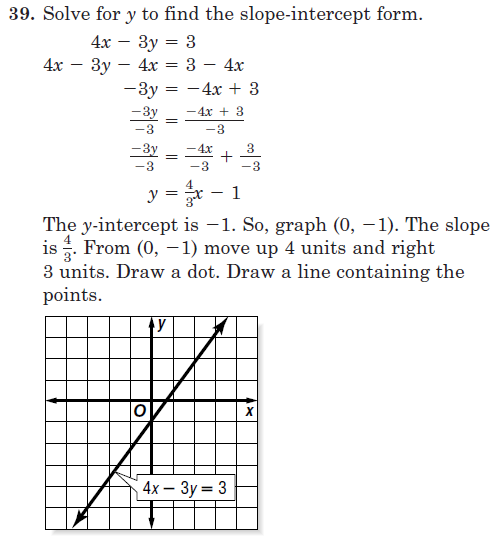 39. Solve for y to find the slope-intercept form.
4x − 3y = 3
4x − 3y − 4x = 3 − 4x
−3y = −4x + 3
−3y/−3 = (−4x + 3)/−3
−3y/−3 = −4x/−3 + 3/−3
y = 4/3x − 1
The y-intercept is −1. So, graph (0, −1). The slope
is 4/3. From (0, −1) move up 4 units and right
3 units. Draw a dot. Draw a line containing the
points.
y
O x
4x − 3y = 3